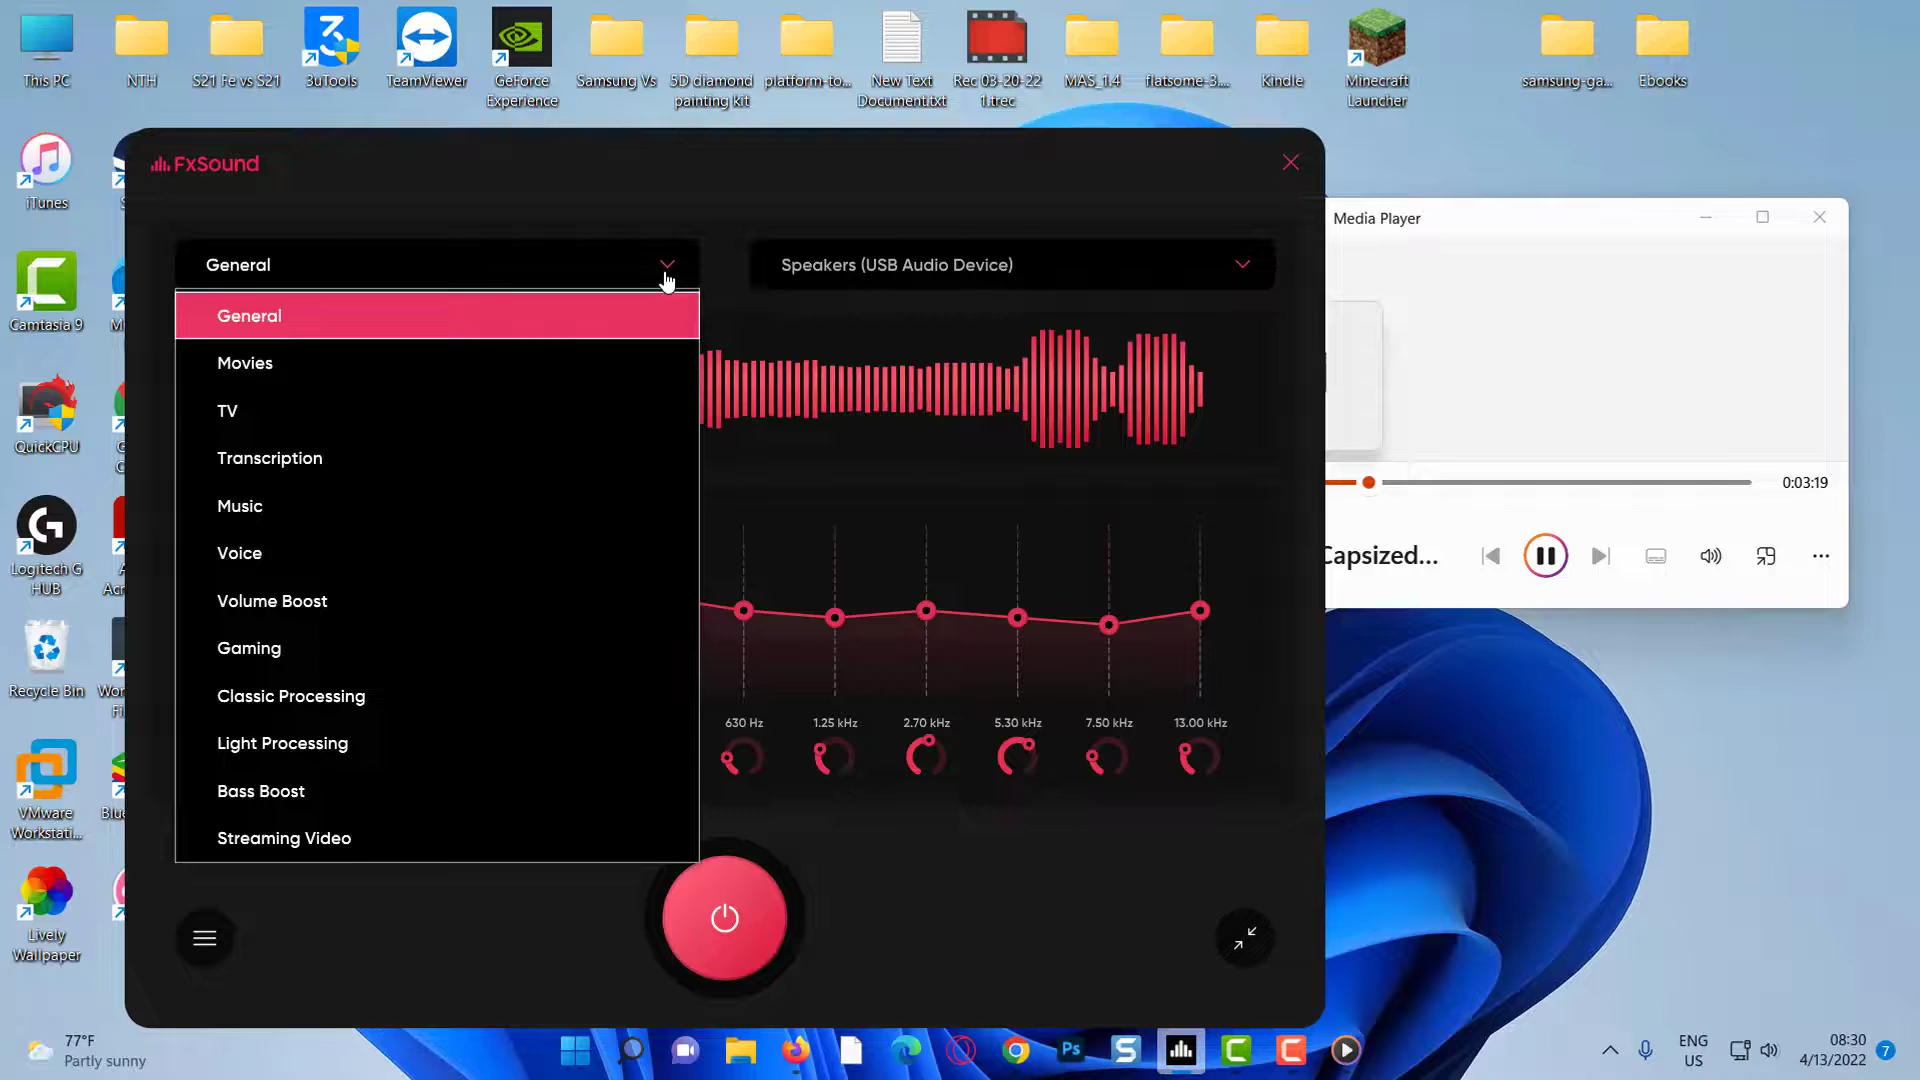 This PC
NTH
S21 Fe vs S21
3uTools
TeamViewer
GeForce
Experience
Samsung Vs
5D diamond
painting kit
platform-to...
New Text
Document.txt
Rec 03-20-22
1.trec
MAS_1.4
flatsome-3....
Kindle
Minecraft
Launcher
samsung-ga...
Ebooks
iTunes
Camtasia 9
QuickCPU
Logitech G
HUB
Recycle Bin
VMware
Workstati...
Lively
Wallpaper
FxSound
General
Speakers (USB Audio Device)
General
Movies
TV
Transcription
Music
Voice
Volume Boost
Gaming
Classic Processing
Light Processing
Bass Boost
Streaming Video
630 Hz
1.25 kHz
2.70 kHz
5.30 kHz
7.50 kHz
13.00 kHz
Media Player
0:03:19
Capsized...
77°F
Partly sunny
Ps
S
ENG
US
08:30
4/13/2022
7